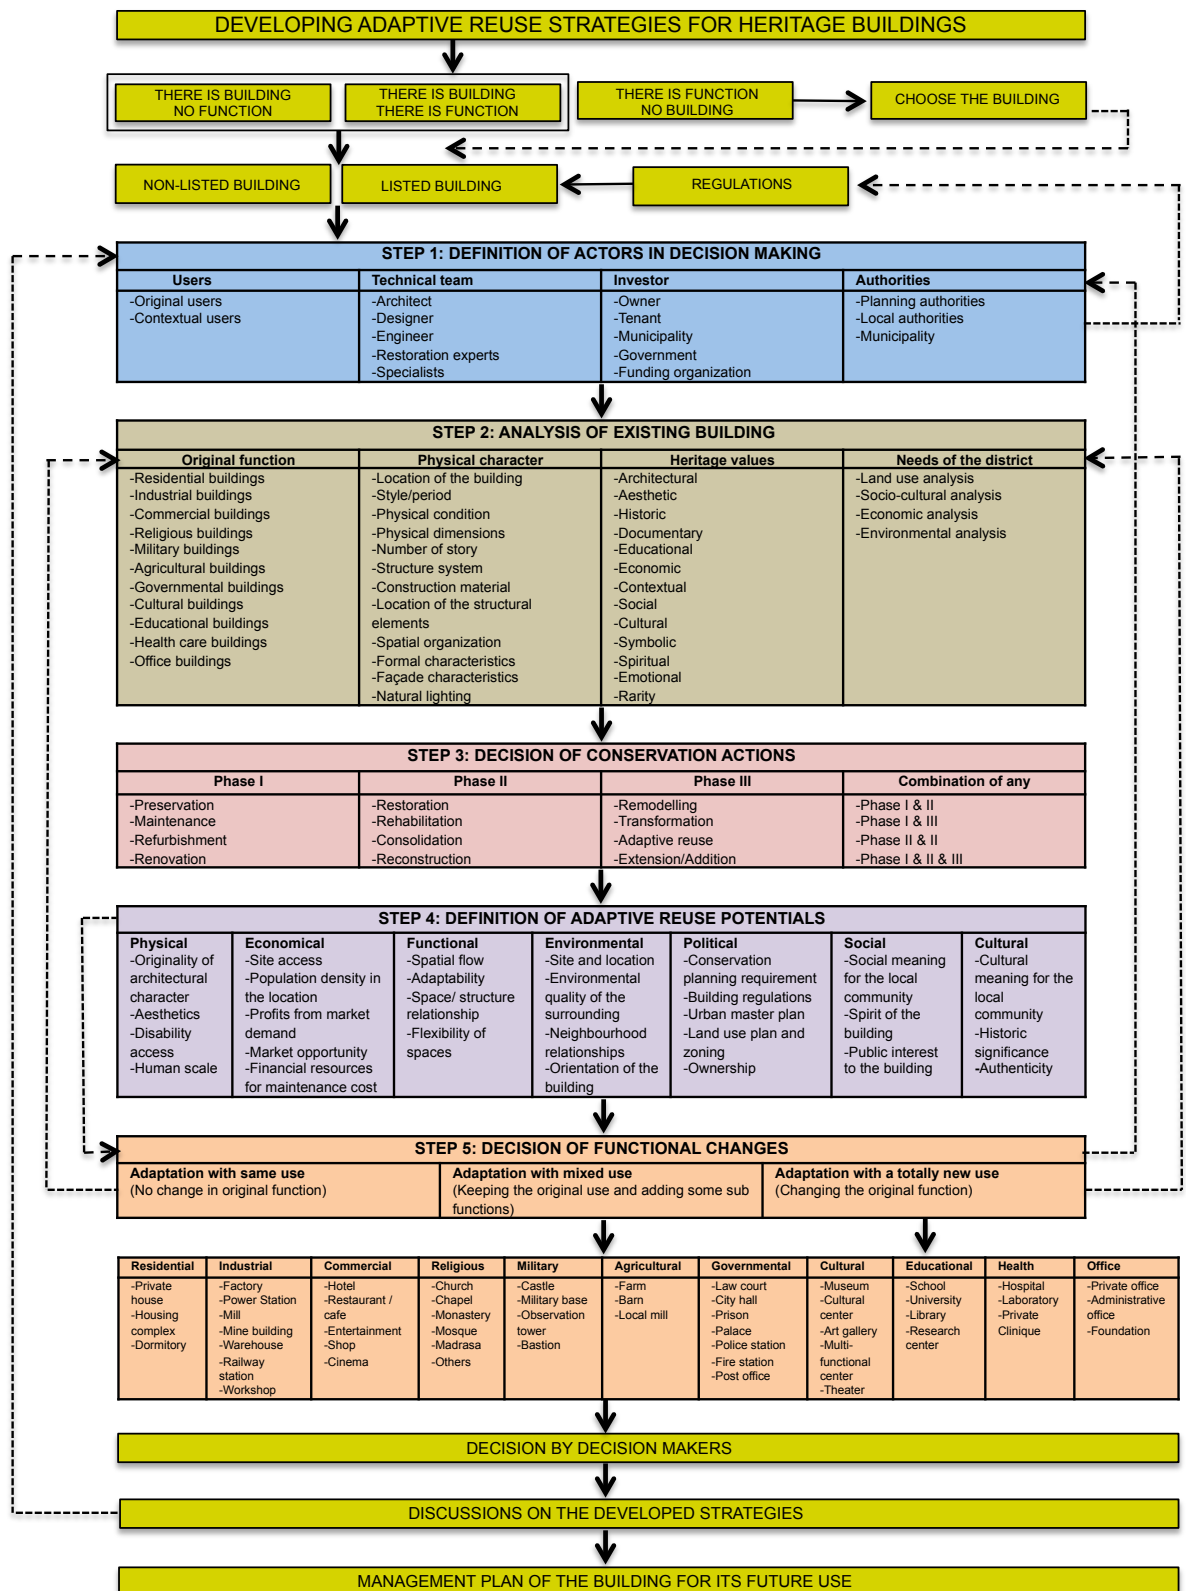 DEVELOPING ADAPTIVE REUSE STRATEGIES FOR HERITAGE BUILDINGS
THERE IS BUILDING
NO FUNCTION
THERE IS BUILDING
THERE IS FUNCTION
THERE IS FUNCTION
NO BUILDING
CHOOSE THE BUILDING
NON-LISTED BUILDING
LISTED BUILDING
REGULATIONS
STEP 1: DEFINITION OF ACTORS IN DECISION MAKING
Users
-Original users
-Contextual users
Technical team
-Architect
-Designer
-Engineer
-Restoration experts
-Specialists
Investor
-Owner
-Tenant
-Municipality
-Government
-Funding organization
Authorities
-Planning authorities
-Local authorities
-Municipality
STEP 2: ANALYSIS OF EXISTING BUILDING
Original function
-Residential buildings
-Industrial buildings
-Commercial buildings
-Religious buildings
-Military buildings
-Agricultural buildings
-Governmental buildings
-Cultural buildings
-Educational buildings
-Health care buildings
-Office buildings
Physical character
-Location of the building
-Style/period
-Physical condition
-Physical dimensions
-Number of story
-Structure system
-Construction material
-Location of the structural
elements
-Spatial organization
-Formal characteristics
-Façade characteristics
-Natural lighting
Heritage values
-Architectural
-Aesthetic
-Historic
-Documentary
-Educational
-Economic
-Contextual
-Social
-Cultural
-Symbolic
-Spiritual
-Emotional
-Rarity
Needs of the district
-Land use analysis
-Socio-cultural analysis
-Economic analysis
-Environmental analysis
STEP 3: DECISION OF CONSERVATION ACTIONS
Phase I
-Preservation
-Maintenance
-Refurbishment
-Renovation
Phase II
-Restoration
-Rehabilitation
-Consolidation
-Reconstruction
Phase III
-Remodelling
-Transformation
-Adaptive reuse
-Extension/Addition
Combination of any
-Phase I & II
-Phase I & III
-Phase II & II
-Phase I & II & III
STEP 4: DEFINITION OF ADAPTIVE REUSE POTENTIALS
Physical
-Originality of
architectural
character
-Aesthetics
-Disability
access
-Human scale
Economical
-Site access
-Population density in
the location
-Profits from market
demand
-Market opportunity
-Financial resources
for maintenance cost
Functional
-Spatial flow
-Adaptability
-Space/ structure
relationship
-Flexibility of
spaces
Environmental
-Site and location
-Environmental
quality of the
surrounding
-Neighbourhood
relationships
-Orientation of the
building
Political
-Conservation
planning requirement
-Building regulations
-Urban master plan
-Land use plan and
zoning
-Ownership
Social
-Social meaning
for the local
community
-Spirit of the
building
-Public interest
to the building
Cultural
-Cultural
meaning for the
local
community
-Historic
significance
-Authenticity
STEP 5: DECISION OF FUNCTIONAL CHANGES
Adaptation with same use
(No change in original function)
Adaptation with mixed use
(Keeping the original use and adding some sub
functions)
Adaptation with a totally new use
(Changing the original function)
Residential
-Private
house
-Housing
complex
-Dormitory
Industrial
-Factory
-Power Station
-Mill
-Mine building
-Warehouse
-Railway
station
-Workshop
Commercial
-Hotel
-Restaurant /
cafe
-Entertainment
-Shop
-Cinema
Religious
-Church
-Chapel
-Monastery
-Mosque
-Madrasa
-Others
Military
-Castle
-Military base
-Observation
tower
-Bastion
Agricultural
-Farm
-Barn
-Local mill
Governmental
-Law court
-City hall
-Prison
-Palace
-Police station
-Fire station
-Post office
Cultural
-Museum
-Cultural
center
-Art gallery
-Multi-
functional
center
-Theater
Educational
-School
-University
-Library
-Research
center
Health
-Hospital
-Laboratory
-Private
Clinique
Office
-Private office
-Administrative
office
-Foundation
DECISION BY DECISION MAKERS
DISCUSSIONS ON THE DEVELOPED STRATEGIES
MANAGEMENT PLAN OF THE BUILDING FOR ITS FUTURE USE